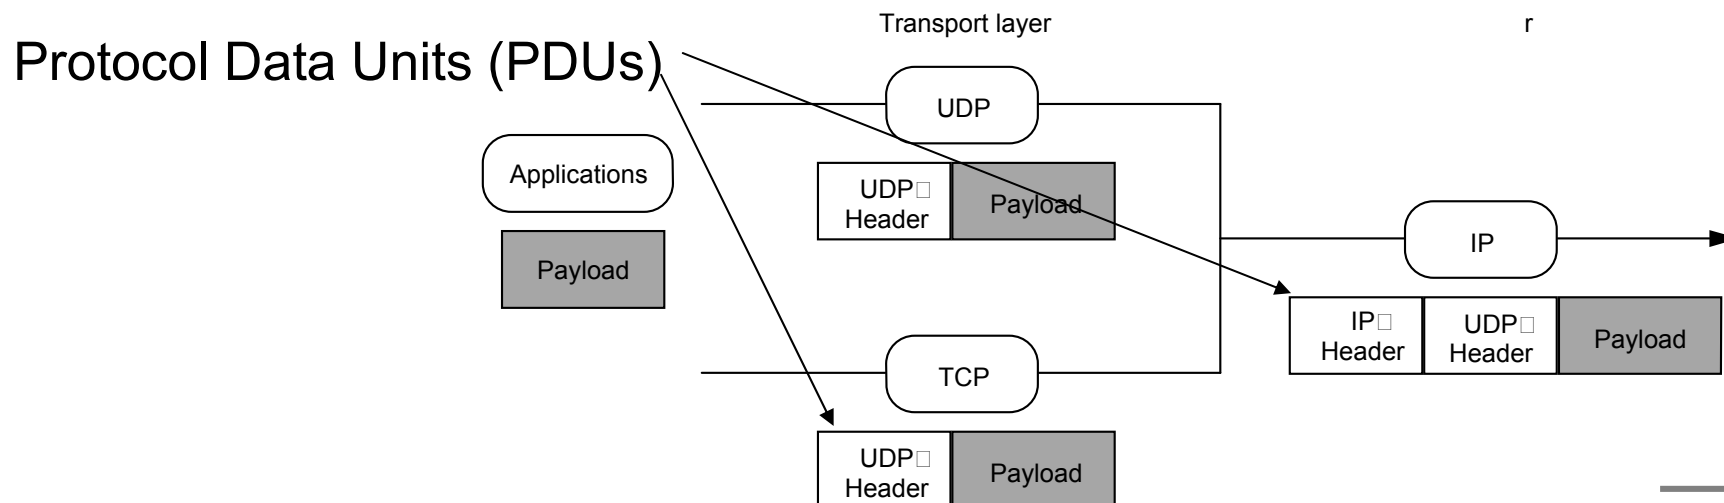 Transport layer
r
Protocol Data Units (PDUs)
UDP
Applications
UDP□
Header
Payload
Payload
IP
IP□
Header
UDP□
Header
Payload
TCP
UDP□
Header
Payload